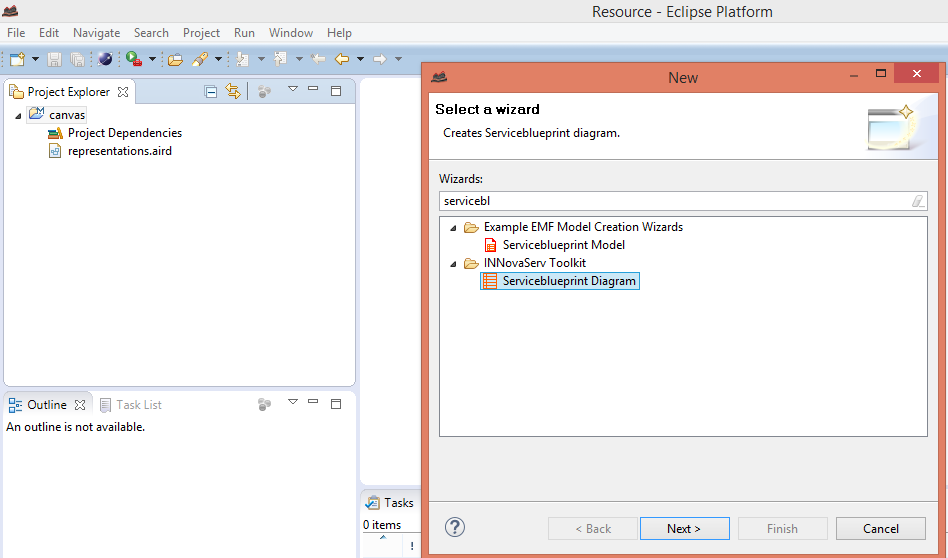 Resource - Eclipse Platform
File Edit Navigate Search Project Run Window Help
Project Explorer
canvas
Project Dependencies
representations.aird
Outline Task List
An outline is not available.
Tasks
0 items
!
New
Select a wizard
Creates Serviceblueprint diagram.
Wizards:
servicebl
Example EMF Model Creation Wizards
Serviceblueprint Model
INNovaServ Toolkit
Serviceblueprint Diagram
?
< Back Next > Finish Cancel